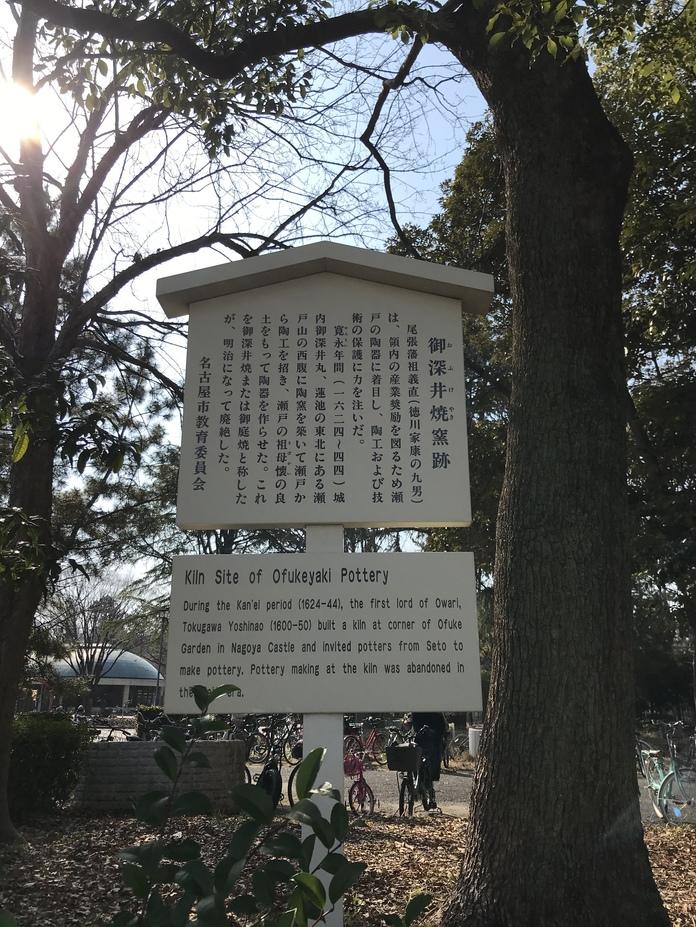 御深井焼窯跡
おふけやき
尾張藩祖義直（徳川家康の九男）
は、領内の産業奨励を図るため瀬
戸の陶器に着目し、陶工および技
術の保護に力を注いだ。
寛永年間（一六二四〜四四）城
内御深井丸、蓮池の東北にある瀬
戸山の西腹に陶窯を築いて瀬戸か
ら陶工を招き、瀬戸の祖母懐の良
土をもって陶器を作らせた。これ
を御深井焼または御庭焼と称した
が、明治になって廃絶した。
名古屋市教育委員会
Kiln Site of Ofukeyaki Pottery
During the Kan'ei period (1624-44), the first lord of Owari,
Tokugawa Yoshinao (1600-50) built a kiln at corner of Ofuke
Garden in Nagoya Castle and invited potters from Seto to
make pottery. Pottery making at the kiln was abandoned in
the era.